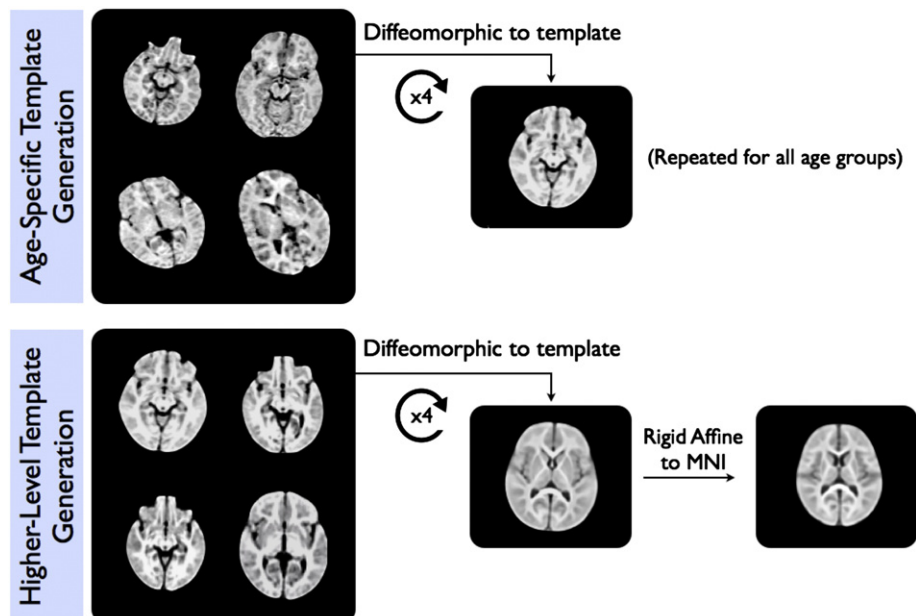 Age-Specific Template
Generation
Diffeomorphic to template
x4
(Repeated for all age groups)
Higher-Level Template
Generation
Diffeomorphic to template
x4
Rigid Affine
to MNI